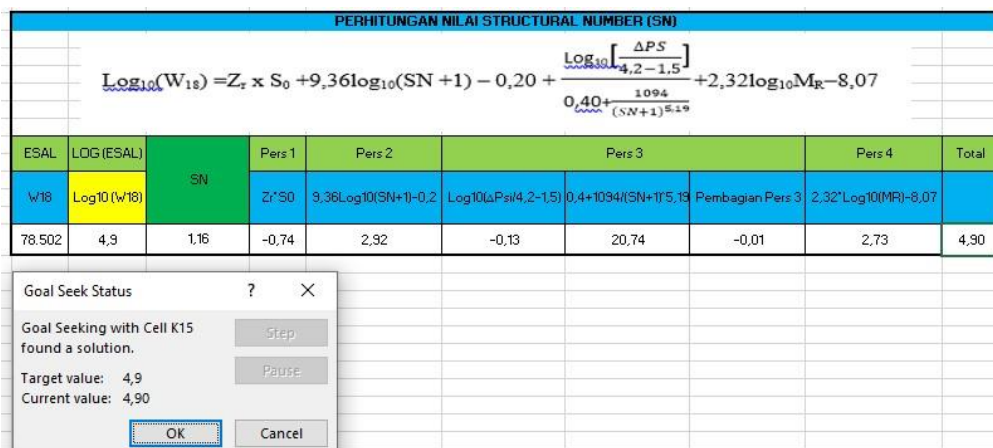 PERHITUNGAN NILAI STRUCTURAL NUMBER (SN)
Log₁₀(W₁₈) =Zᵣ x S₀ +9,36log₁₀(SN +1) – 0,20 + Log₁₀[ΔPS/4,2–1,5] / 0,40+1094/(SN+1)^5,19 +2,32log₁₀M_R–8,07
ESAL LOG (ESAL) SN Pers 1 Pers 2 Pers 3 Pers 4 Total
W18 Log10 (W18) Zr*S0 9,36Log10(SN+1)-0,2 Log10(ΔPsi/4,2-1,5) 0,4+1094/(SN+1)^5,19 Pembagian Pers 3 2,32*Log10(MR)-8,07
78.502 4,9 1,16 -0,74 2,92 -0,13 20,74 -0,01 2,73 4,90
Goal Seek Status ? ×
Goal Seeking with Cell K15
found a solution.
Step
Pause
Target value: 4,9
Current value: 4,90
OK Cancel